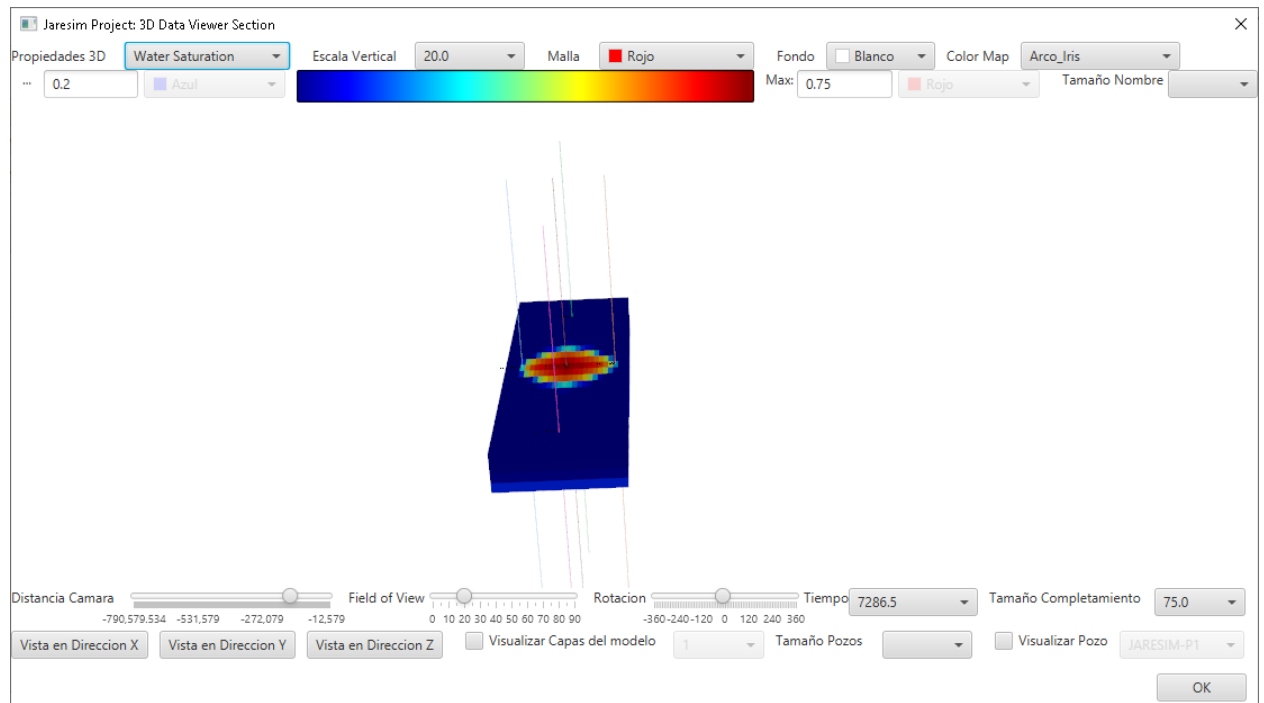 Jaresim Project: 3D Data Viewer Section
Propiedades 3D Water Saturation Escala Vertical 20.0 Malla Rojo Fondo Blanco Color Map Arco_Iris
... 0.2 Azul Max: 0.75 Rojo Tamaño Nombre
Distancia Camara Field of View Rotacion Tiempo 7286.5 Tamaño Completamiento 75.0
-790,579.534 -531,579 -272,079 -12,579 0 10 20 30 40 50 60 70 80 90 -360-240-120 0 120 240 360
Vista en Direccion X Vista en Direccion Y Vista en Direccion Z Visualizar Capas del modelo 1 Tamaño Pozos Visualizar Pozo JARESIM-P1
OK